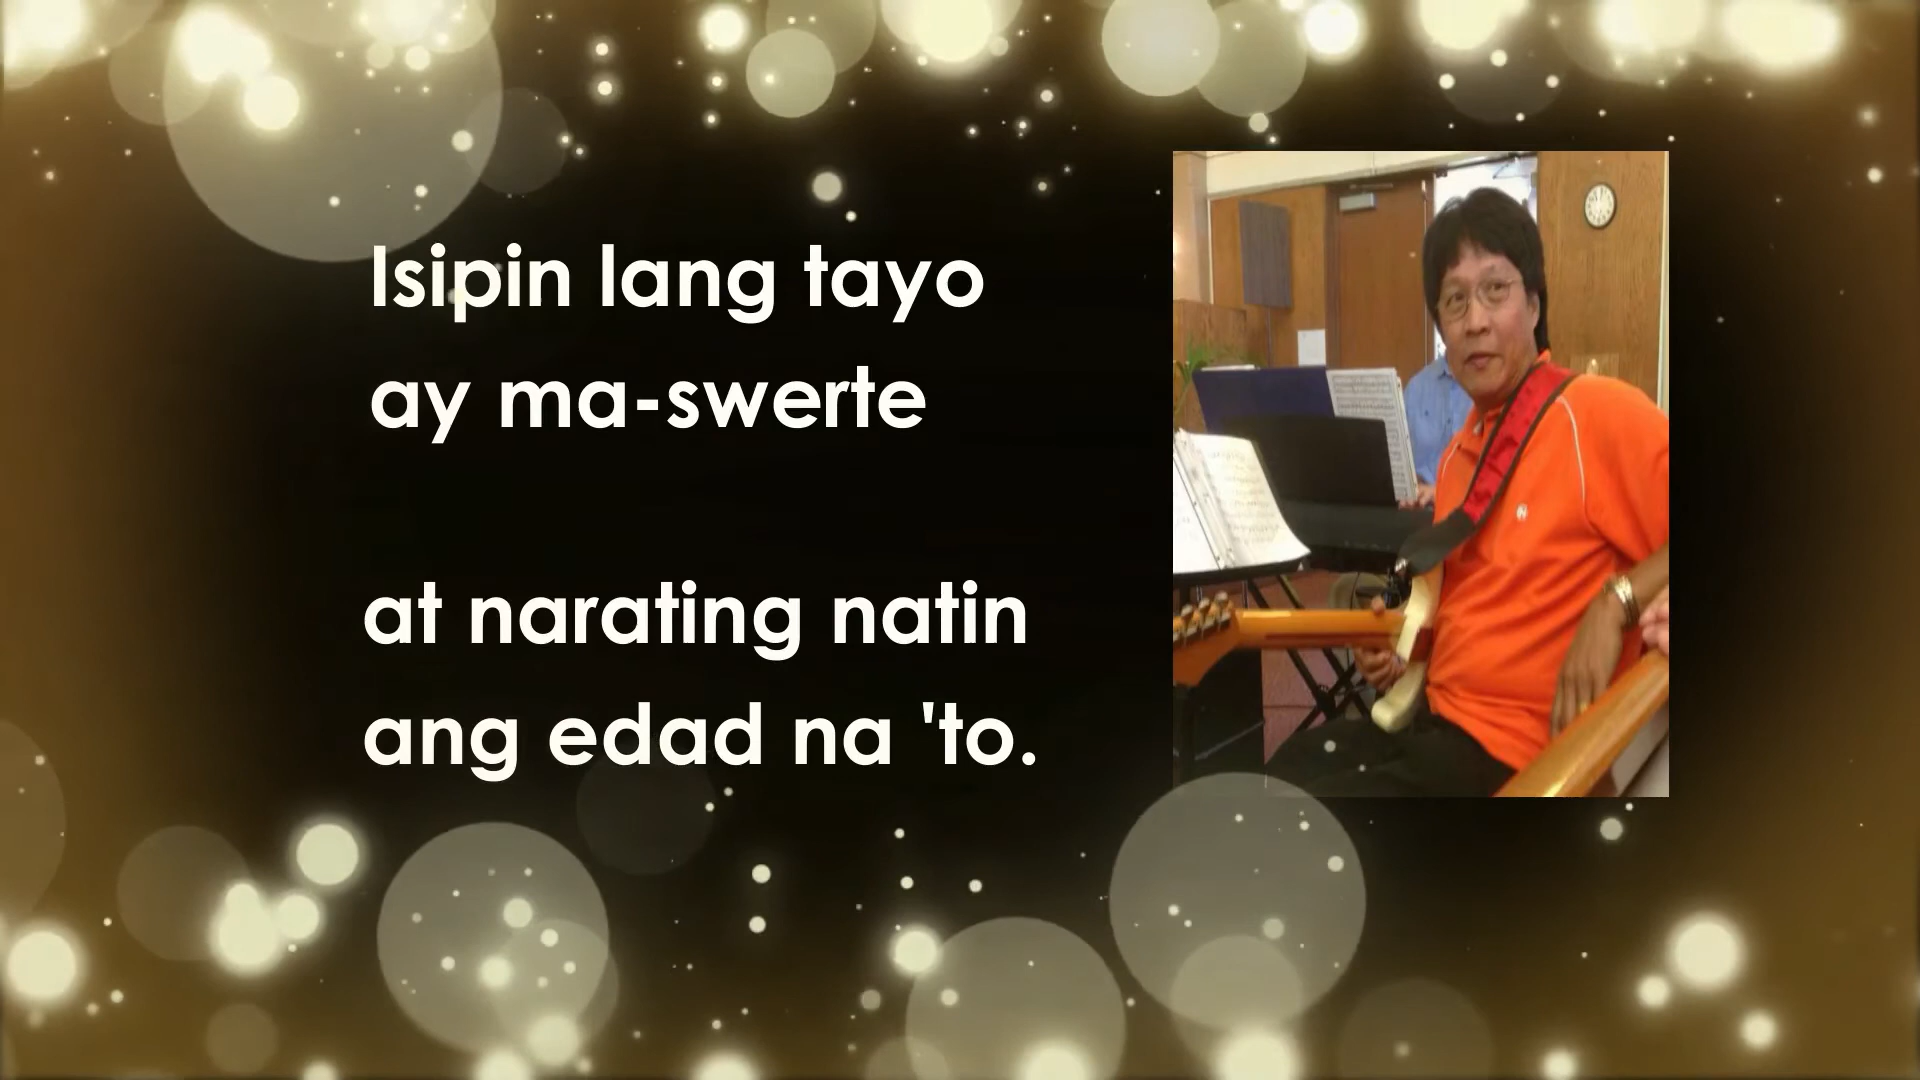 Isipin lang tayo
ay ma-swerte
at narating natin
ang edad na 'to.